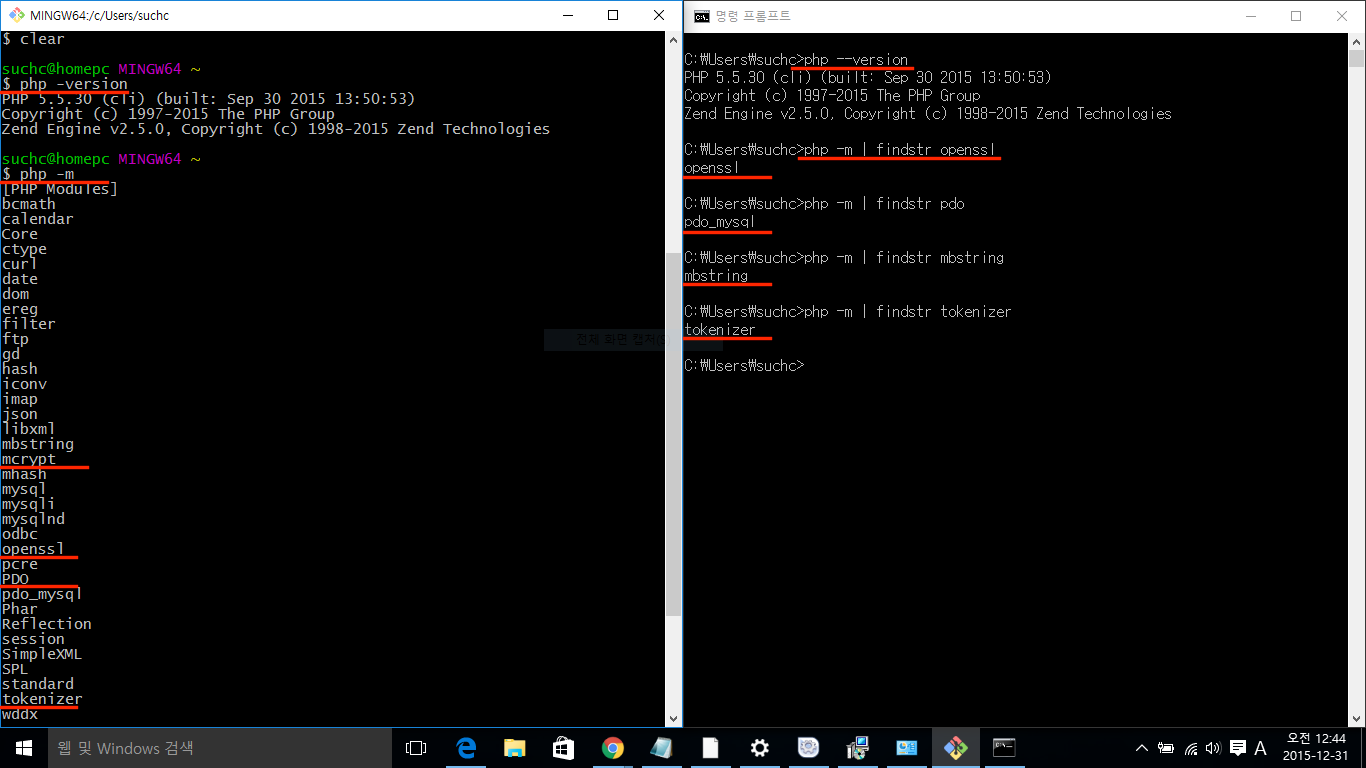 MINGW64:/c/Users/suchc
$ clear
suchc@homepc MINGW64 ~
$ php -version
PHP 5.5.30 (cli) (built: Sep 30 2015 13:50:53)
Copyright (c) 1997-2015 The PHP Group
Zend Engine v2.5.0, Copyright (c) 1998-2015 Zend Technologies
suchc@homepc MINGW64 ~
$ php -m
[PHP Modules]
bcmath
calendar
Core
ctype
curl
date
dom
ereg
filter
ftp
gd
hash
iconv
imap
json
libxml
mbstring
mcrypt
mhash
mysql
mysqli
mysqlnd
odbc
openssl
pcre
PDO
pdo_mysql
Phar
Reflection
session
SimpleXML
SPL
standard
tokenizer
wddx
전체 화면 캡처
명령 프롬프트
C:₩Users₩suchc>php --version
PHP 5.5.30 (cli) (built: Sep 30 2015 13:50:53)
Copyright (c) 1997-2015 The PHP Group
Zend Engine v2.5.0, Copyright (c) 1998-2015 Zend Technologies
C:₩Users₩suchc>php -m | findstr openssl
openssl
C:₩Users₩suchc>php -m | findstr pdo
pdo_mysql
C:₩Users₩suchc>php -m | findstr mbstring
mbstring
C:₩Users₩suchc>php -m | findstr tokenizer
tokenizer
C:₩Users₩suchc>
웹 및 Windows 검색
A
오전 12:44
2015-12-31